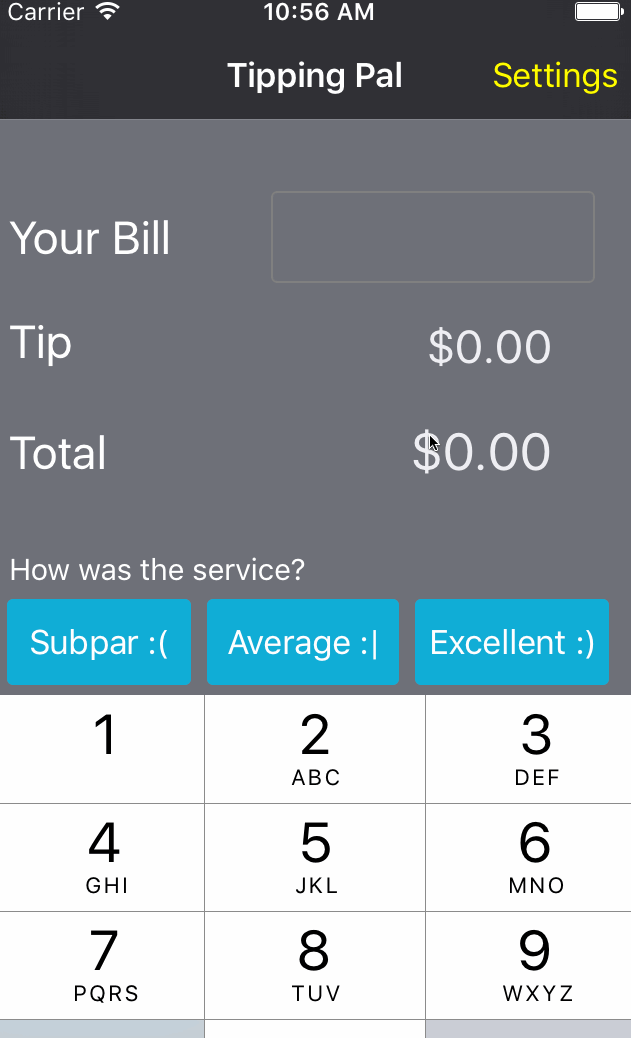 Carrier 10:56 AM
Tipping Pal Settings
Your Bill
Tip $0.00
Total $0.00
How was the service?
Subpar :( Average :| Excellent :)
1 2 3
ABC DEF
4 5 6
GHI JKL MNO
7 8 9
PQRS TUV WXYZ